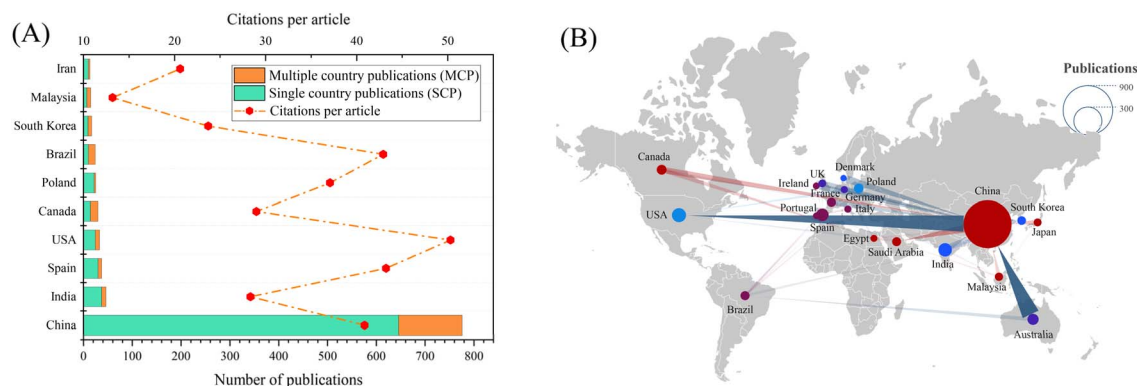 (A)
Citations per article
10 20 30 40 50
Multiple country publications (MCP)
Single country publications (SCP)
Citations per article
Iran
Malaysia
South Korea
Brazil
Poland
Canada
USA
Spain
India
China
0 100 200 300 400 500 600 700 800
Number of publications
(B)
Publications
900
300
Canada
USA
Brazil
Denmark
UK
Poland
Ireland
France
Germany
Portugal
Italy
Spain
Egypt
Saudi Arabia
China
South Korea
Japan
India
Malaysia
Australia